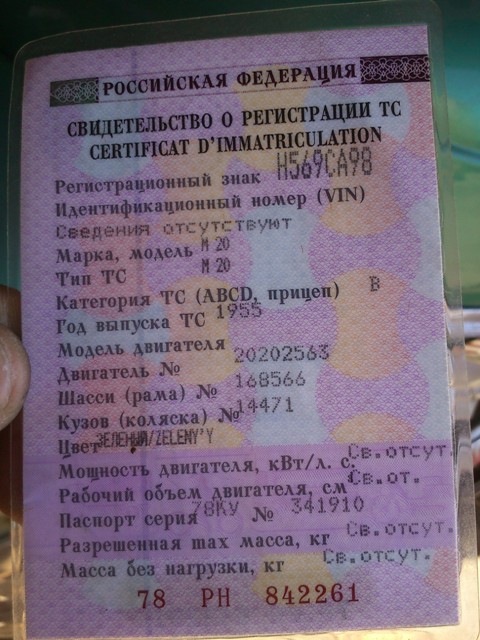 РОССИЙСКАЯ ФЕДЕРАЦИЯ
СВИДЕТЕЛЬСТВО О РЕГИСТРАЦИИ ТС
CERTIFICAT D'IMMATRICULATION
Регистрационный знак Н569СА98
Идентификационный номер (VIN)
Сведения отсутствуют
Марка, модель М 20
Тип ТС М 20
Категория ТС (ABCD, прицеп) В
Год выпуска ТС 1955
Модель двигателя
Двигатель № 20202563
Шасси (рама) № 168566
Кузов (коляска) № 14471
Цвет ЗЕЛЕНЫЙ/ZELENY'Y
Мощность двигателя, кВт/л. с. Св.отсут.
Рабочий объем двигателя, см Св.от.
Паспорт серия 78КУ № 341910
Разрешенная max масса, кг Св.отсут.
Масса без нагрузки, кг Св.отсут.
78 РН 842261